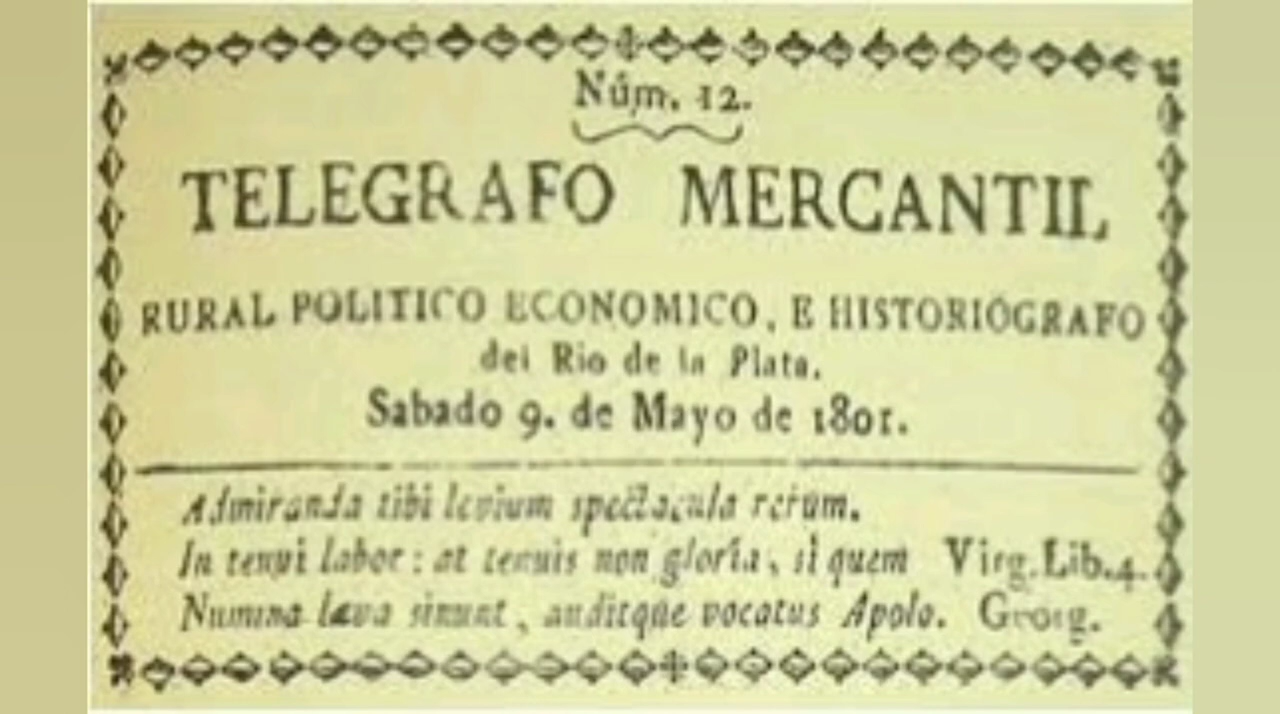 Núm. 12.
TELEGRAFO MERCANTIL
RURAL POLITICO ECONOMICO, E HISTORIÓGRAFO
del Rio de la Plata.
Sabado 9. de Mayo de 1801.
Admiranda tibi levium spectacula rerum.
In tenui labor: at tenuis non gloria, si quem Virg. Lib. 4.
Numina læva sinunt, auditque vocatus Apolo. Georg.